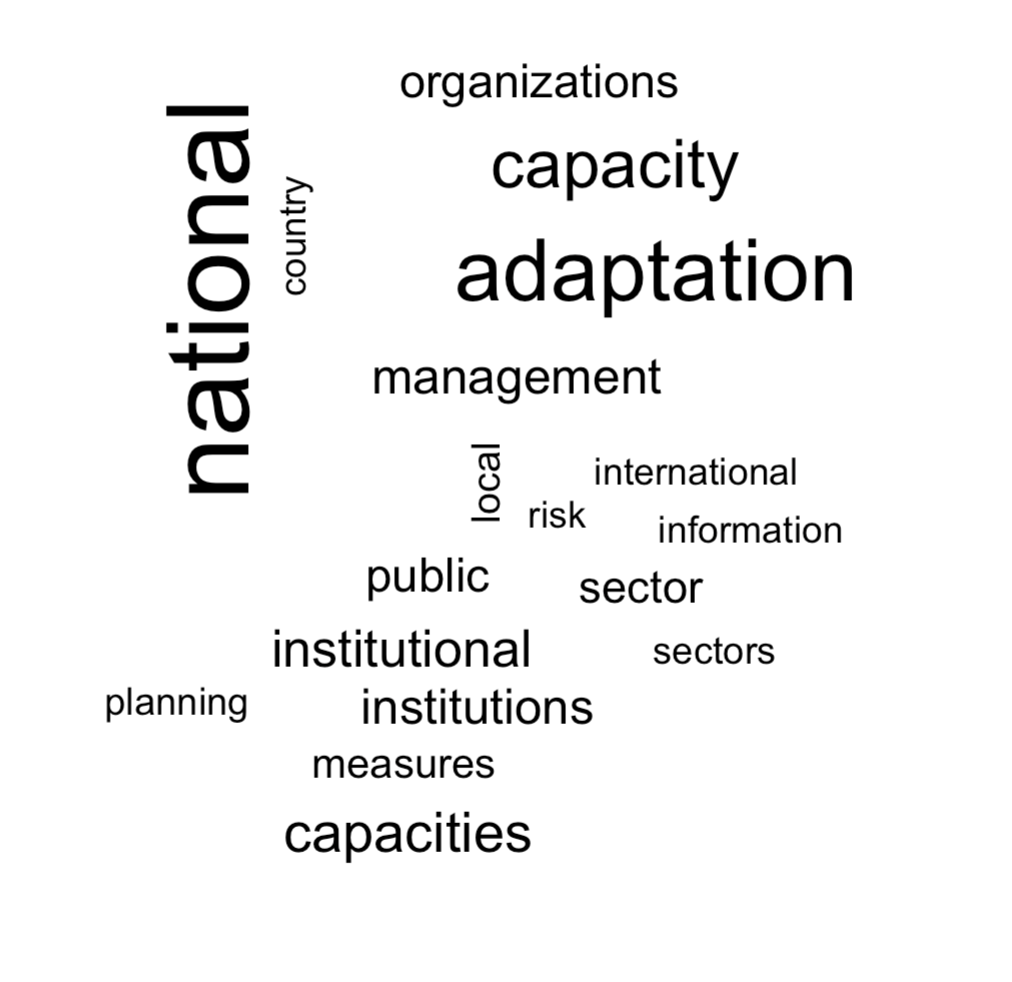 organizations
national
capacity
country
adaptation
management
local
international
risk
information
public
sector
institutional
sectors
planning
institutions
measures
capacities